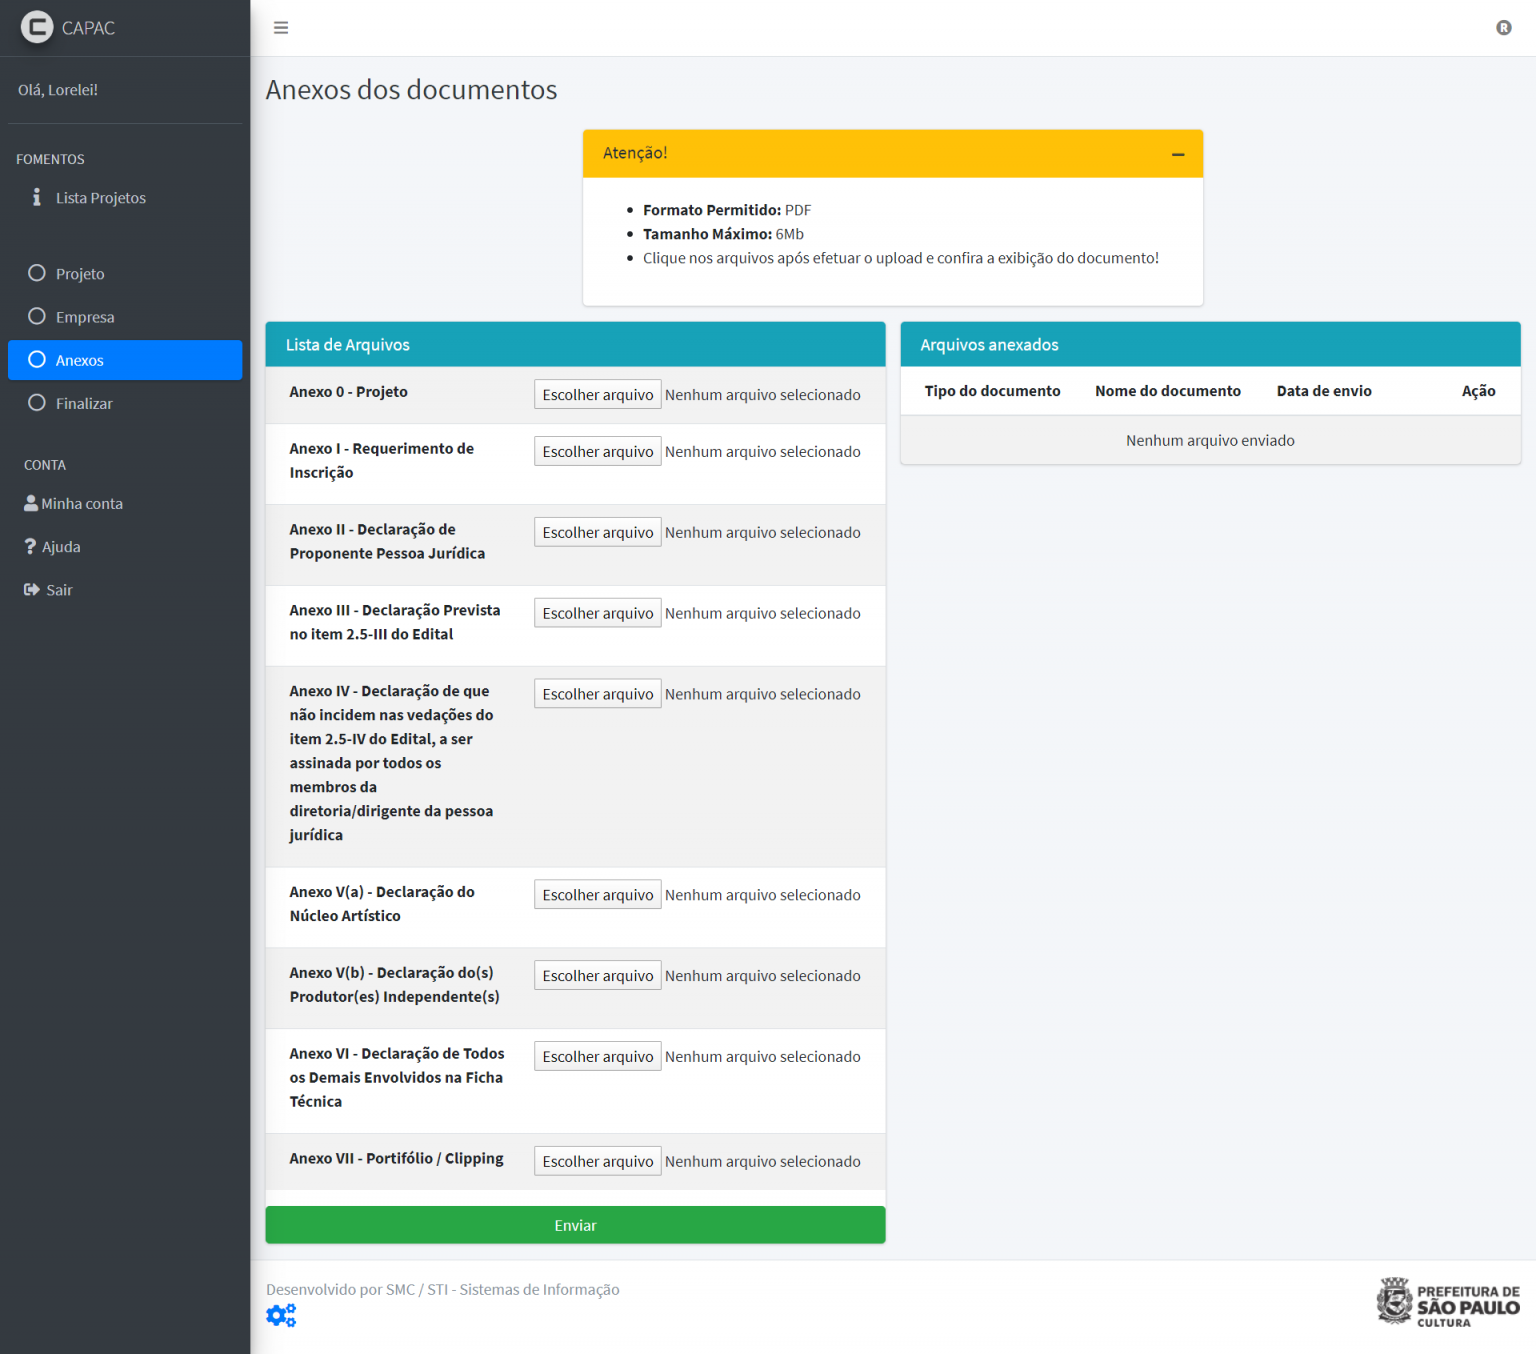 CAPAC
Olá, Lorelei!
FOMENTOS
Lista Projetos
Projeto
Empresa
Anexos
Finalizar
CONTA
Minha conta
Ajuda
Sair
Anexos dos documentos
Atenção!
Formato Permitido: PDF
Tamanho Máximo: 6Mb
Clique nos arquivos após efetuar o upload e confira a exibição do documento!
Lista de Arquivos
Anexo 0 - Projeto
Escolher arquivo Nenhum arquivo selecionado
Anexo I - Requerimento de
Inscrição
Escolher arquivo Nenhum arquivo selecionado
Anexo II - Declaração de
Proponente Pessoa Jurídica
Escolher arquivo Nenhum arquivo selecionado
Anexo III - Declaração Prevista
no item 2.5-III do Edital
Escolher arquivo Nenhum arquivo selecionado
Anexo IV - Declaração de que
não incidem nas vedações do
item 2.5-IV do Edital, a ser
assinada por todos os
membros da
diretoria/dirigente da pessoa
jurídica
Escolher arquivo Nenhum arquivo selecionado
Anexo V(a) - Declaração do
Núcleo Artístico
Escolher arquivo Nenhum arquivo selecionado
Anexo V(b) - Declaração do(s)
Produtor(es) Independente(s)
Escolher arquivo Nenhum arquivo selecionado
Anexo VI - Declaração de Todos
os Demais Envolvidos na Ficha
Técnica
Escolher arquivo Nenhum arquivo selecionado
Anexo VII - Portifólio / Clipping
Escolher arquivo Nenhum arquivo selecionado
Enviar
Arquivos anexados
Tipo do documento Nome do documento Data de envio Ação
Nenhum arquivo enviado
Desenvolvido por SMC / STI - Sistemas de Informação
PREFEITURA DE
SÃO PAULO
CULTURA